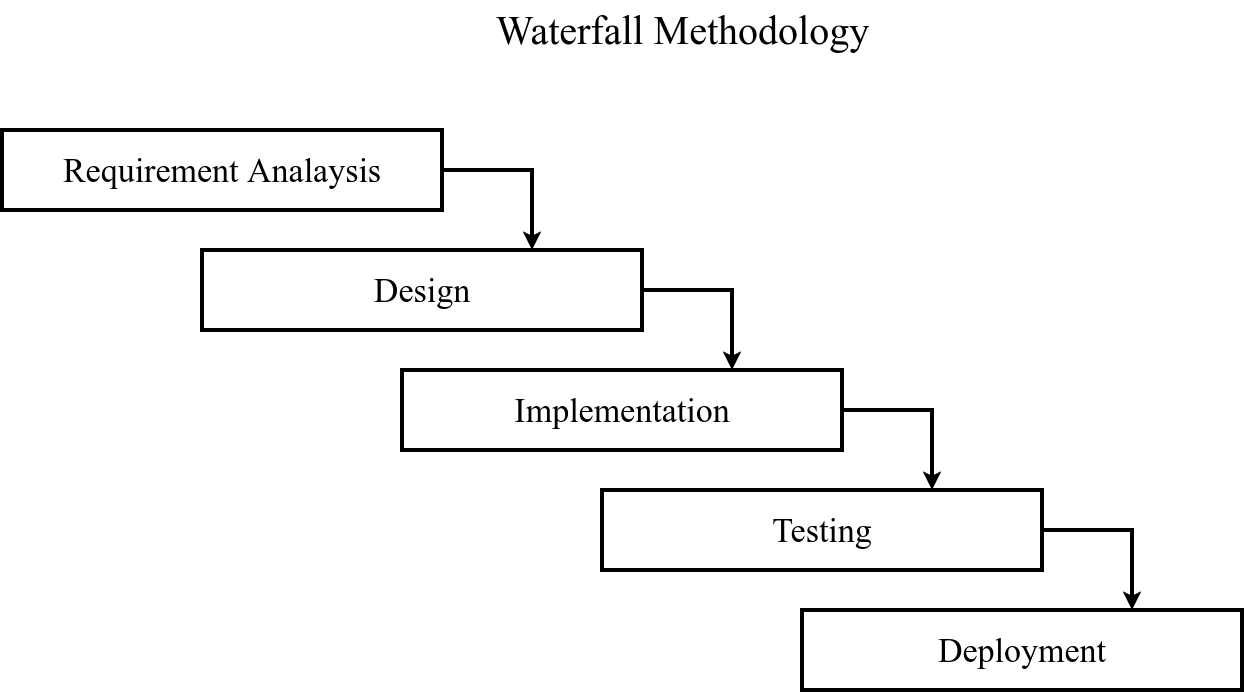 Waterfall Methodology
Requirement Analaysis
Design
Implementation
Testing
Deployment